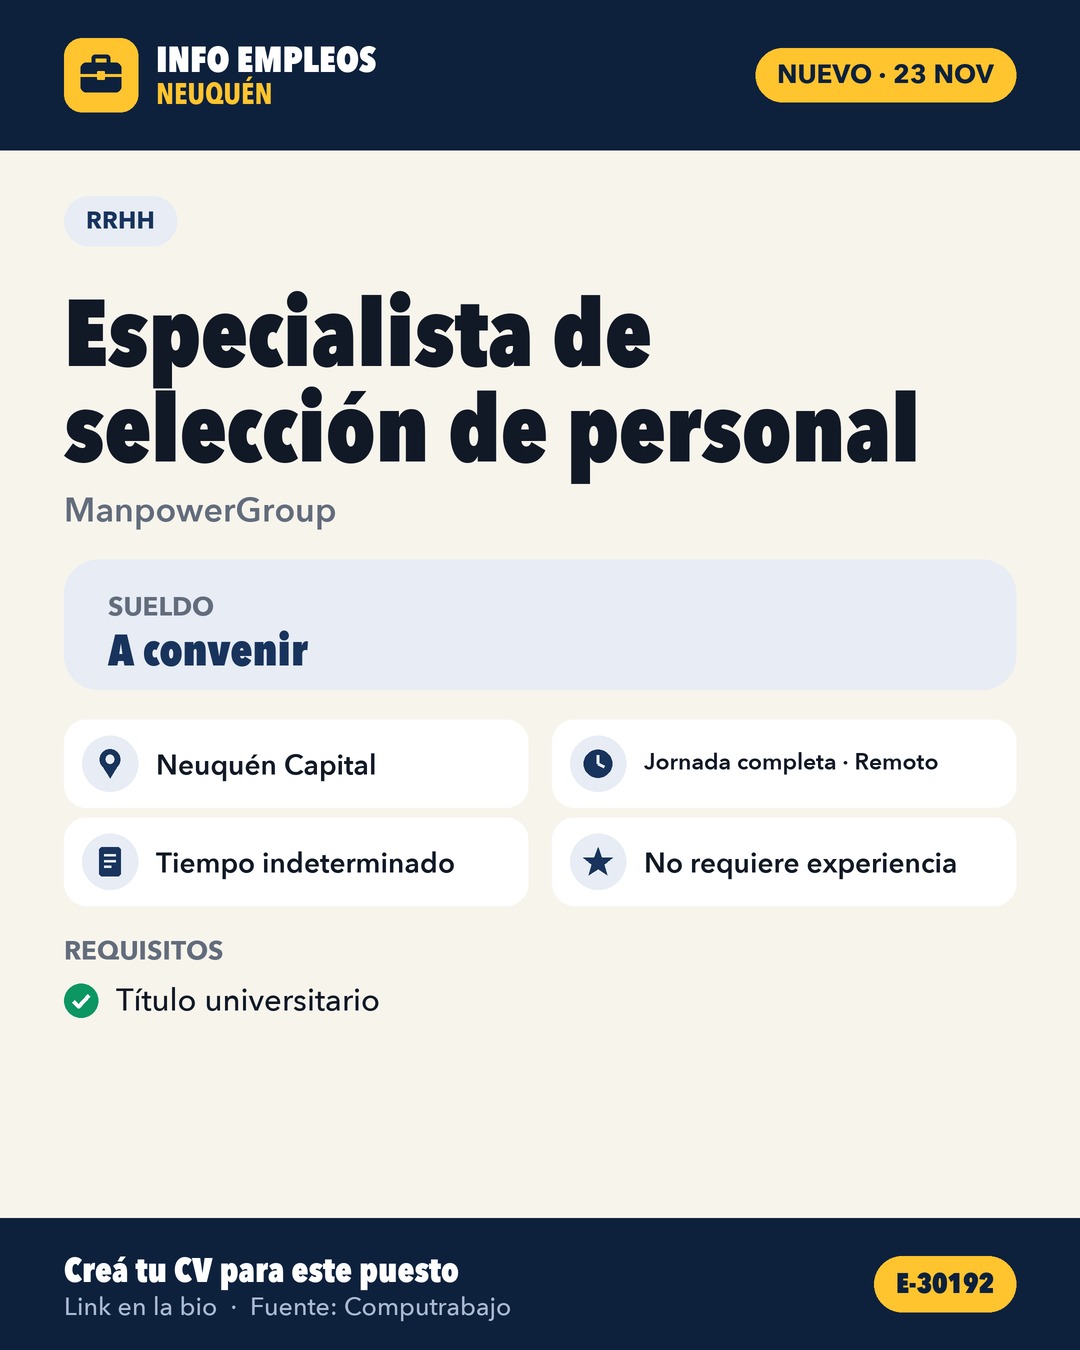 INFO EMPLEOS
NEUQUÉN
NUEVO · 23 NOV
RRHH
Especialista de
selección de personal
ManpowerGroup
SUELDO
A convenir
Neuquén Capital
Jornada completa · Remoto
Tiempo indeterminado
No requiere experiencia
REQUISITOS
Título universitario
Creá tu CV para este puesto
Link en la bio · Fuente: Computrabajo
E-30192